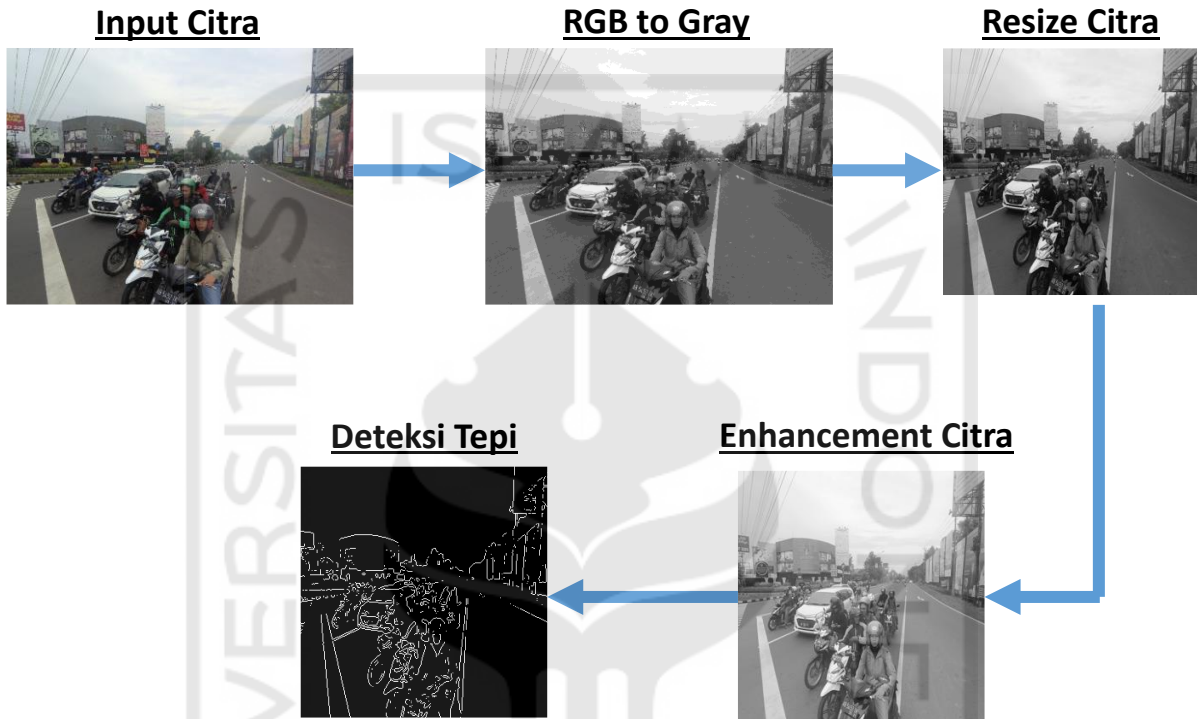 Input Citra
RGB to Gray
Resize Citra
Deteksi Tepi
Enhancement Citra